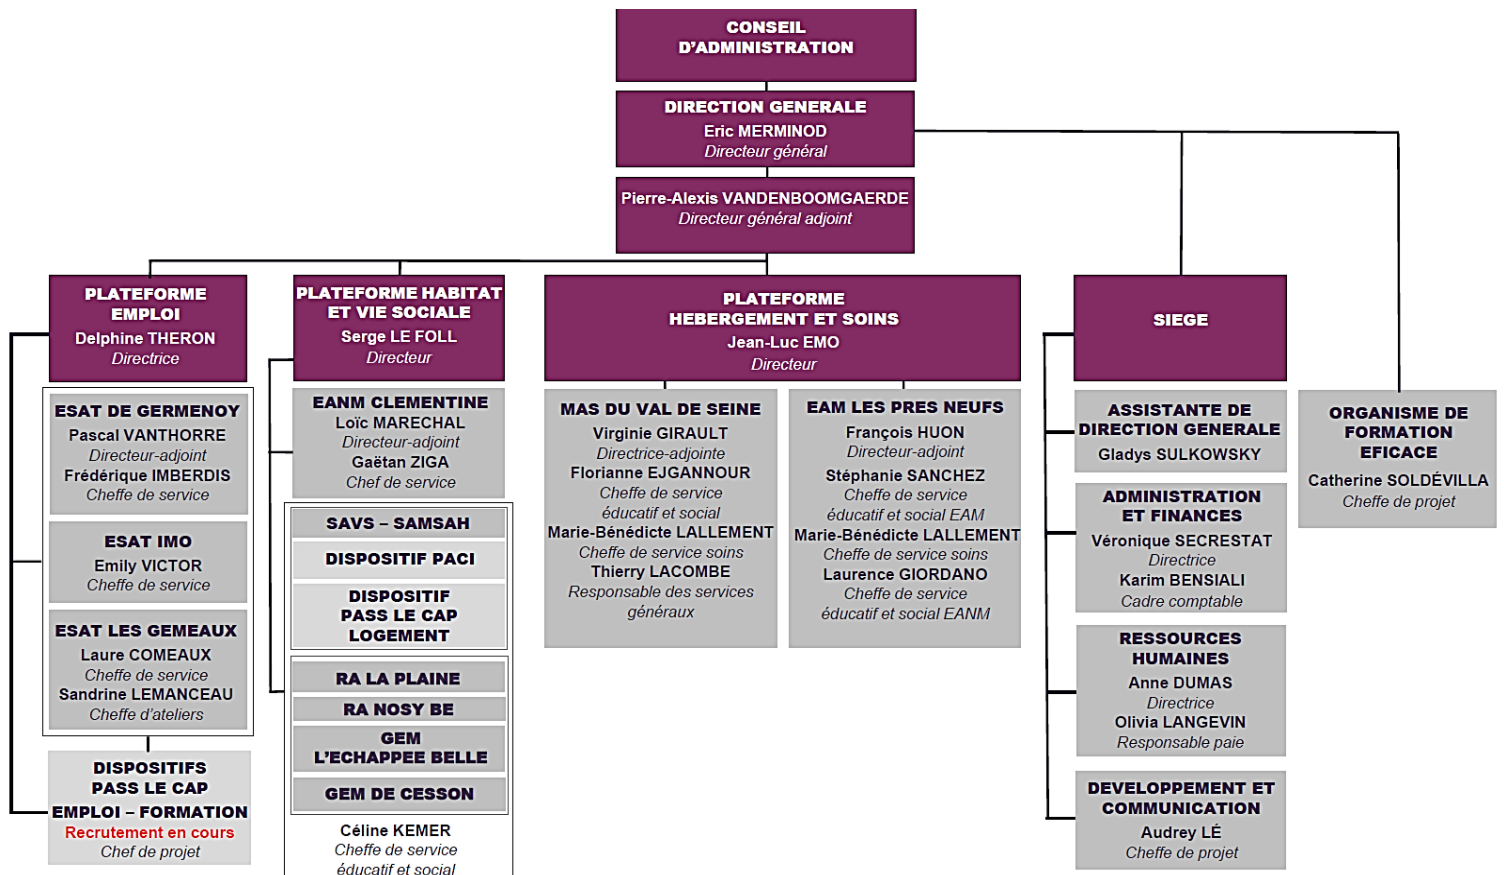 CONSEIL
D'ADMINISTRATION
DIRECTION GENERALE
Eric MERMINOD
Directeur général
Pierre-Alexis VANDENBOOMGAERDE
Directeur général adjoint
PLATEFORME
EMPLOI
Delphine THERON
Directrice
ESAT DE GERMENOY
Pascal VANTHORRE
Directeur-adjoint
Frédérique IMBERDIS
Cheffe de service
ESAT IMO
Emily VICTOR
Cheffe de service
ESAT LES GEMEAUX
Laure COMEAUX
Cheffe de service
Sandrine LEMANCEAU
Cheffe d'ateliers
DISPOSITIFS
PASS LE CAP
EMPLOI – FORMATION
Recrutement en cours
Chef de projet
PLATEFORME HABITAT
ET VIE SOCIALE
Serge LE FOLL
Directeur
EANM CLEMENTINE
Loïc MARECHAL
Directeur-adjoint
Gaëtan ZIGA
Chef de service
SAVS – SAMSAH
DISPOSITIF PACI
DISPOSITIF
PASS LE CAP
LOGEMENT
RA LA PLAINE
RA NOSY BE
GEM
L'ECHAPPEE BELLE
GEM DE CESSON
Céline KEMER
Cheffe de service
éducatif et social
PLATEFORME
HEBERGEMENT ET SOINS
Jean-Luc EMO
Directeur
MAS DU VAL DE SEINE
Virginie GIRAULT
Directrice-adjointe
Florianne EJGANNOUR
Cheffe de service
éducatif et social
Marie-Bénédicte LALLEMENT
Cheffe de service soins
Thierry LACOMBE
Responsable des services
généraux
EAM LES PRES NEUFS
François HUON
Directeur-adjoint
Stéphanie SANCHEZ
Cheffe de service
éducatif et social EAM
Marie-Bénédicte LALLEMENT
Cheffe de service soins
Laurence GIORDANO
Cheffe de service
éducatif et social EANM
SIEGE
ASSISTANTE DE
DIRECTION GENERALE
Gladys SULKOWSKY
ADMINISTRATION
ET FINANCES
Véronique SECRESTAT
Directrice
Karim BENSIALI
Cadre comptable
RESSOURCES
HUMAINES
Anne DUMAS
Directrice
Olivia LANGEVIN
Responsable paie
DEVELOPPEMENT ET
COMMUNICATION
Audrey LÉ
Cheffe de projet
ORGANISME DE
FORMATION
EFICACE
Catherine SOLDÉVILLA
Cheffe de projet